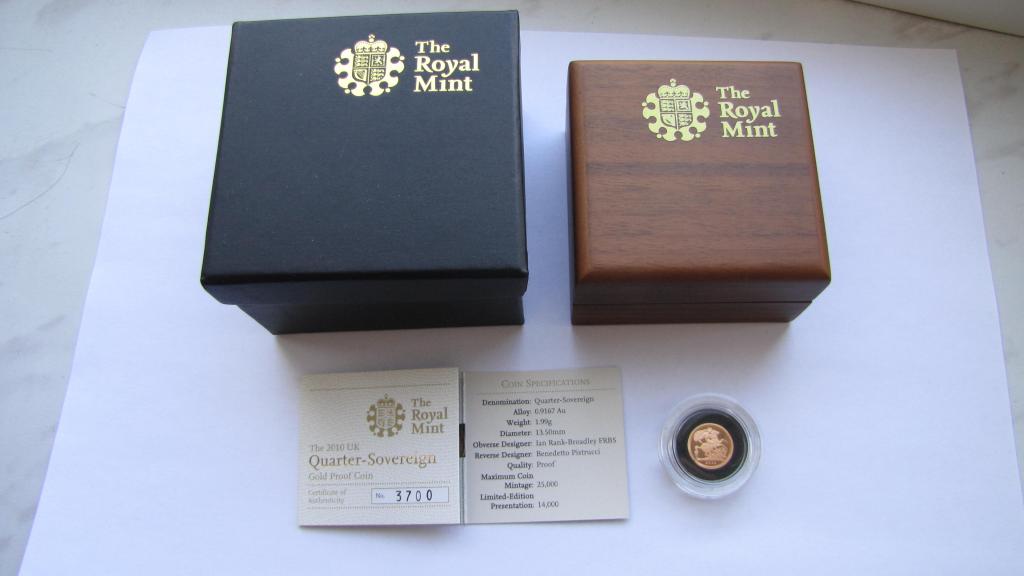 The
Royal
Mint
The
Royal
Mint
The
Royal
Mint
The 2010 UK
Quarter-Sovereign
Gold Proof Coin
Certificate of
Authenticity
No. 3700
COIN SPECIFICATIONS
Denomination: Quarter-Sovereign
Alloy: 0.9167 Au
Weight: 1.99g
Diameter: 13.50mm
Obverse Designer: Ian Rank-Broadley FRBS
Reverse Designer: Benedetto Pistrucci
Quality: Proof
Maximum Coin
Mintage: 25,000
Limited-Edition
Presentation: 14,000